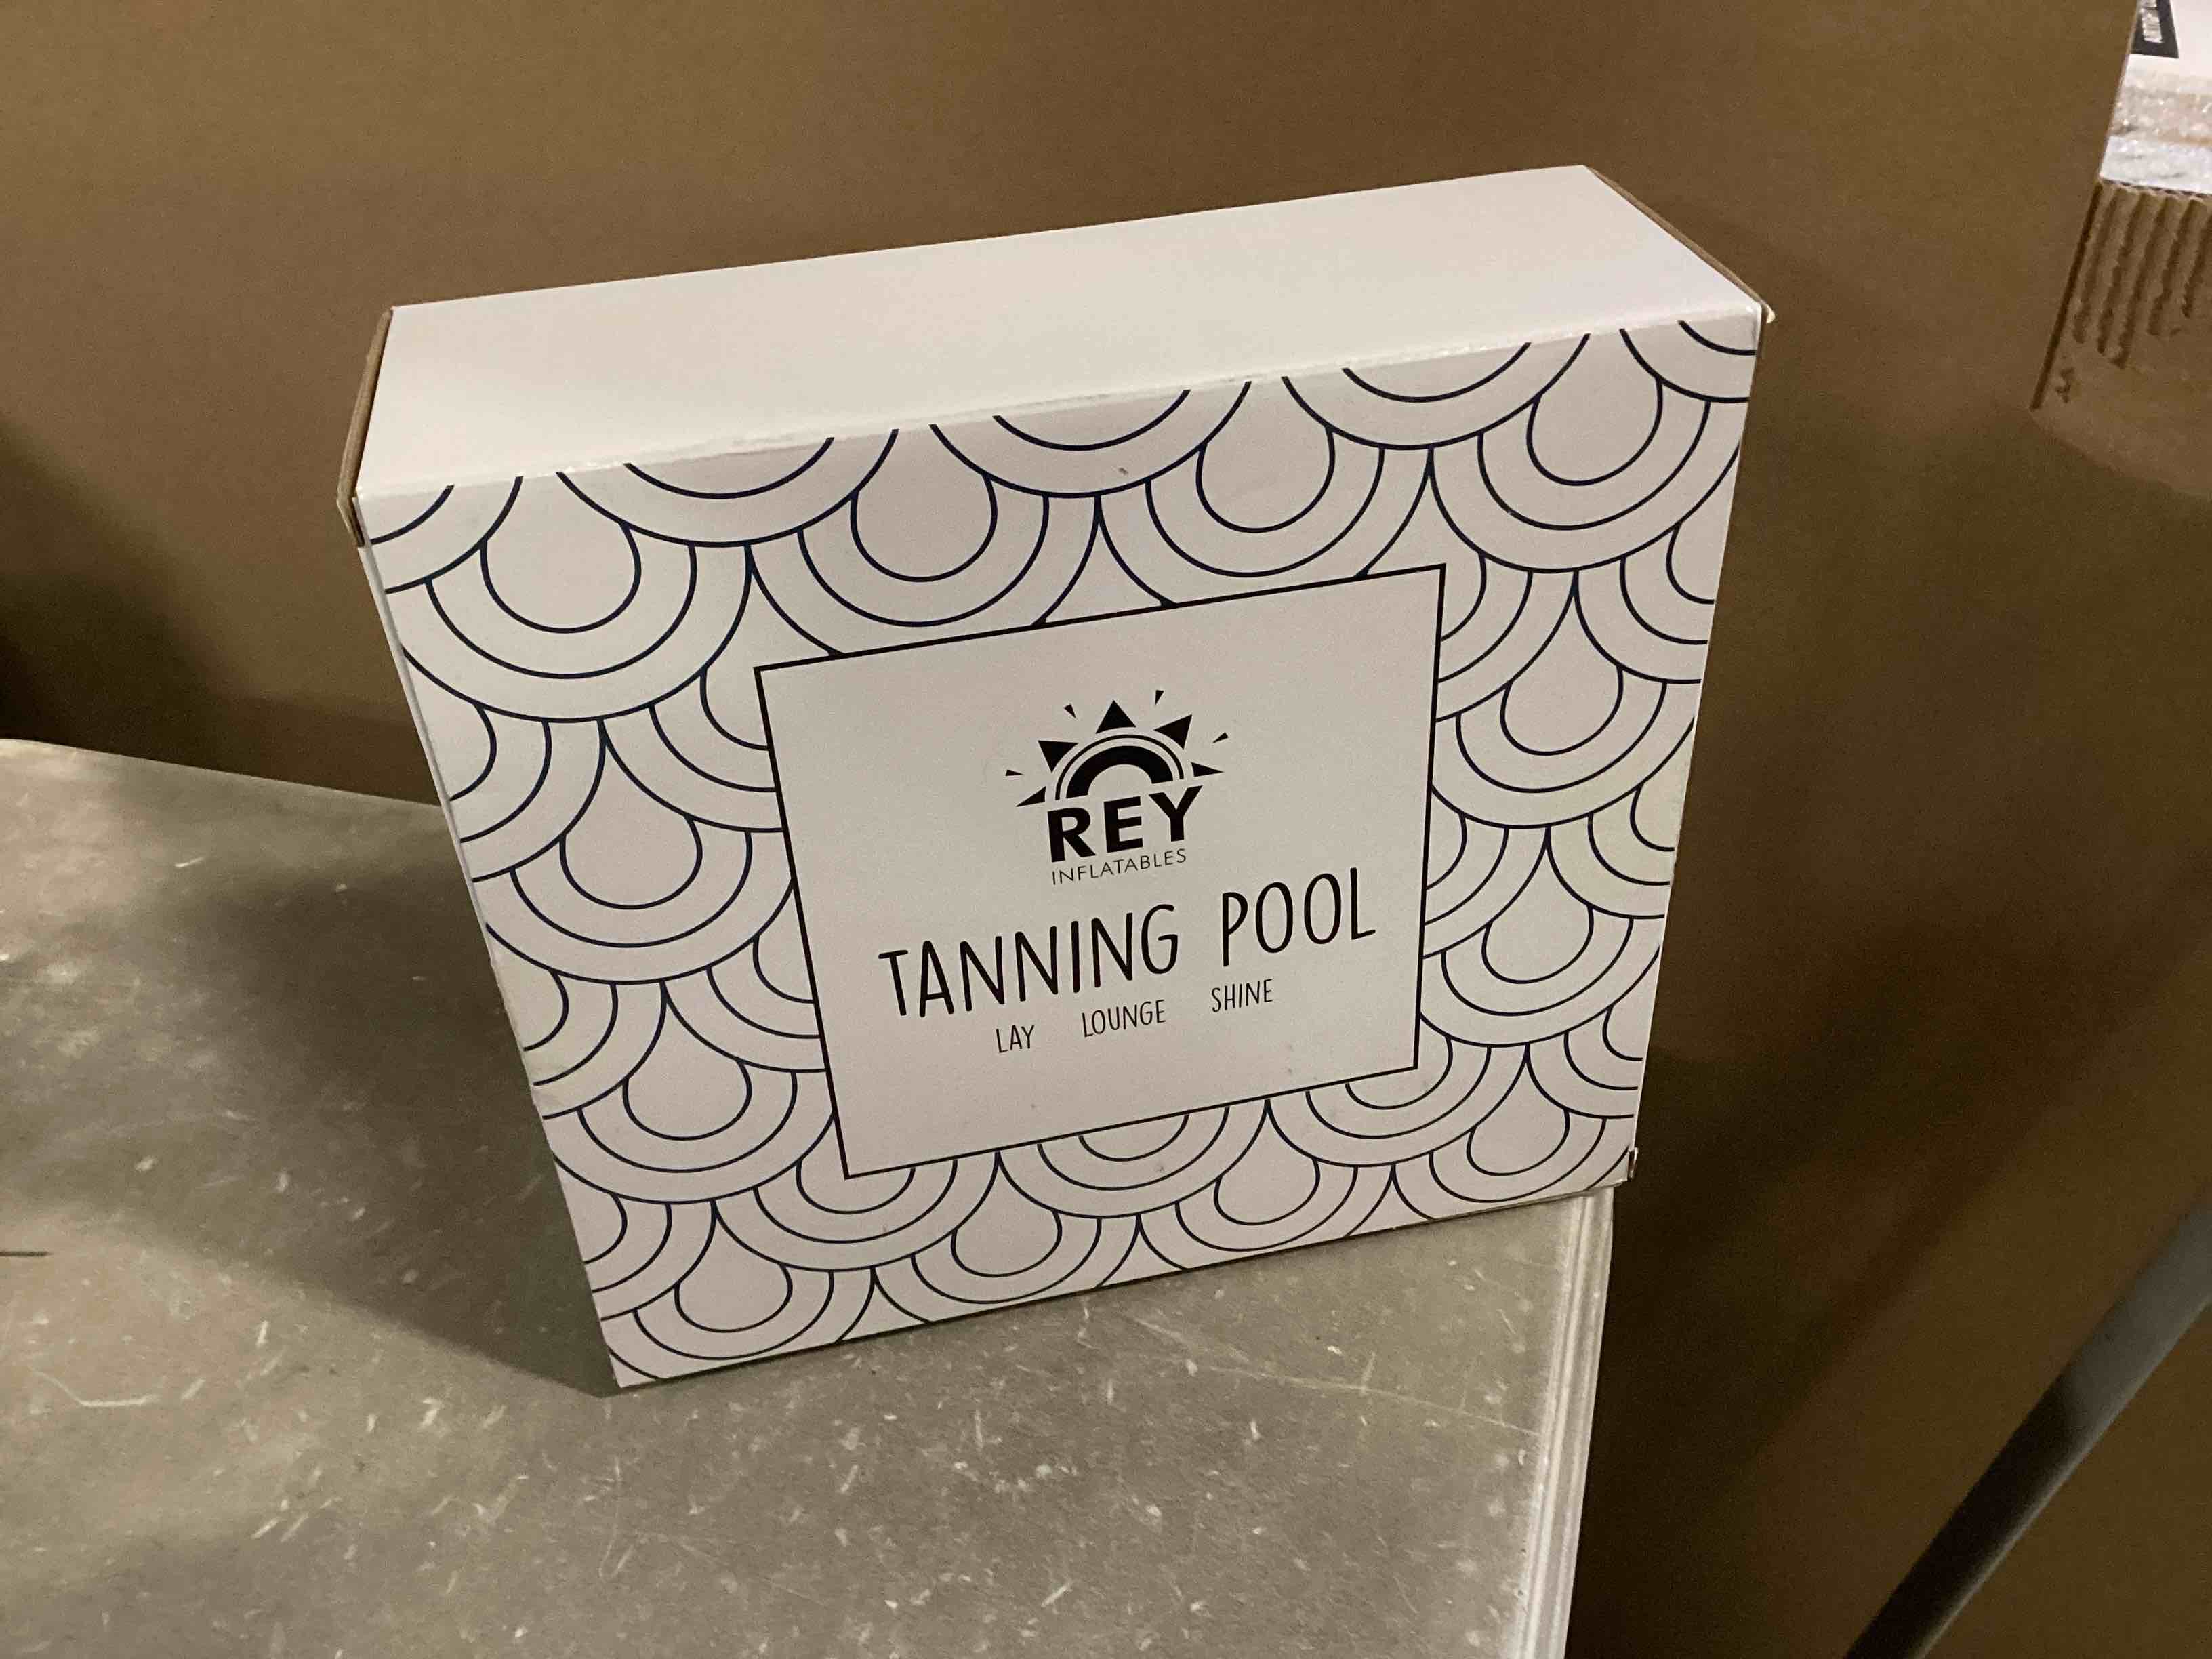 REY
INFLATABLES
TANNING POOL
LAY LOUNGE SHINE